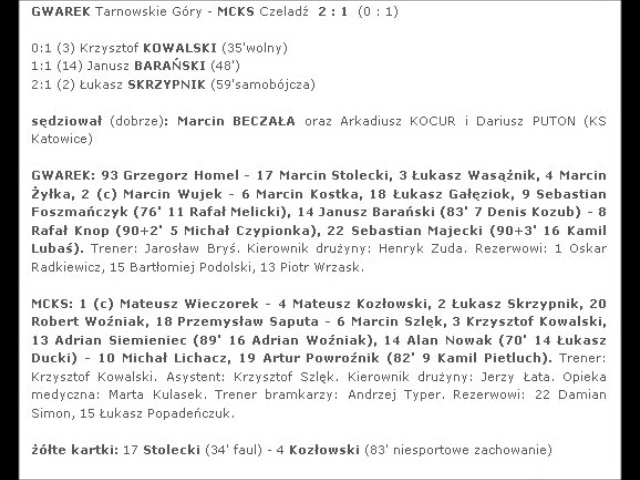 GWAREK Tarnowskie Góry - MCKS Czeladź 2 : 1 (0 : 1)
0:1 (3) Krzysztof KOWALSKI (35'wolny)
1:1 (14) Janusz BARAŃSKI (48')
2:1 (2) Łukasz SKRZYPNIK (59'samobójcza)
sędziował (dobrze): Marcin BECZAŁA oraz Arkadiusz KOCUR i Dariusz PUTON (KS
Katowice)
GWAREK: 93 Grzegorz Homel - 17 Marcin Stolecki, 3 Łukasz Wasąźnik, 4 Marcin
Żyłka, 2 (c) Marcin Wujek - 6 Marcin Kostka, 18 Łukasz Gałęziok, 9 Sebastian
Foszmańczyk (76' 11 Rafał Melicki), 14 Janusz Barański (83' 7 Denis Kozub) - 8
Rafał Knop (90+2' 5 Michał Czypionka), 22 Sebastian Majecki (90+3' 16 Kamil
Lubaś). Trener: Jarosław Bryś. Kierownik drużyny: Henryk Zuda. Rezerwowi: 1 Oskar
Radkiewicz, 15 Bartłomiej Podolski, 13 Piotr Wrzask.
MCKS: 1 (c) Mateusz Wieczorek - 4 Mateusz Kozłowski, 2 Łukasz Skrzypnik, 20
Robert Woźniak, 18 Przemysław Saputa - 6 Marcin Szlęk, 3 Krzysztof Kowalski,
13 Adrian Siemieniec (89' 16 Adrian Woźniak), 14 Alan Nowak (70' 14 Łukasz
Ducki) - 10 Michał Lichacz, 19 Artur Powroźnik (82' 9 Kamil Pietluch). Trener:
Krzysztof Kowalski. Asystent: Krzysztof Szlęk. Kierownik drużyny: Jerzy Łata. Opieka
medyczna: Marta Kulasek. Trener bramkarzy: Andrzej Typer. Rezerwowi: 22 Damian
Simon, 15 Łukasz Popadeńczuk.
żółte kartki: 17 Stolecki (34' faul) - 4 Kozłowski (83' niesportowe zachowanie)